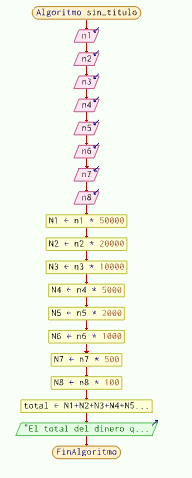 Algoritmo sin_titulo
n1
n2
n3
n4
n5
n6
n7
n8
N1 ← n1 * 50000
N2 ← n2 * 20000
N3 ← n3 * 10000
N4 ← n4 * 5000
N5 ← n5 * 2000
N6 ← n6 * 1000
N7 ← n7 * 500
N8 ← n8 * 100
total ← N1+N2+N3+N4+N5...
"El total del dinero q...
FinAlgoritmo